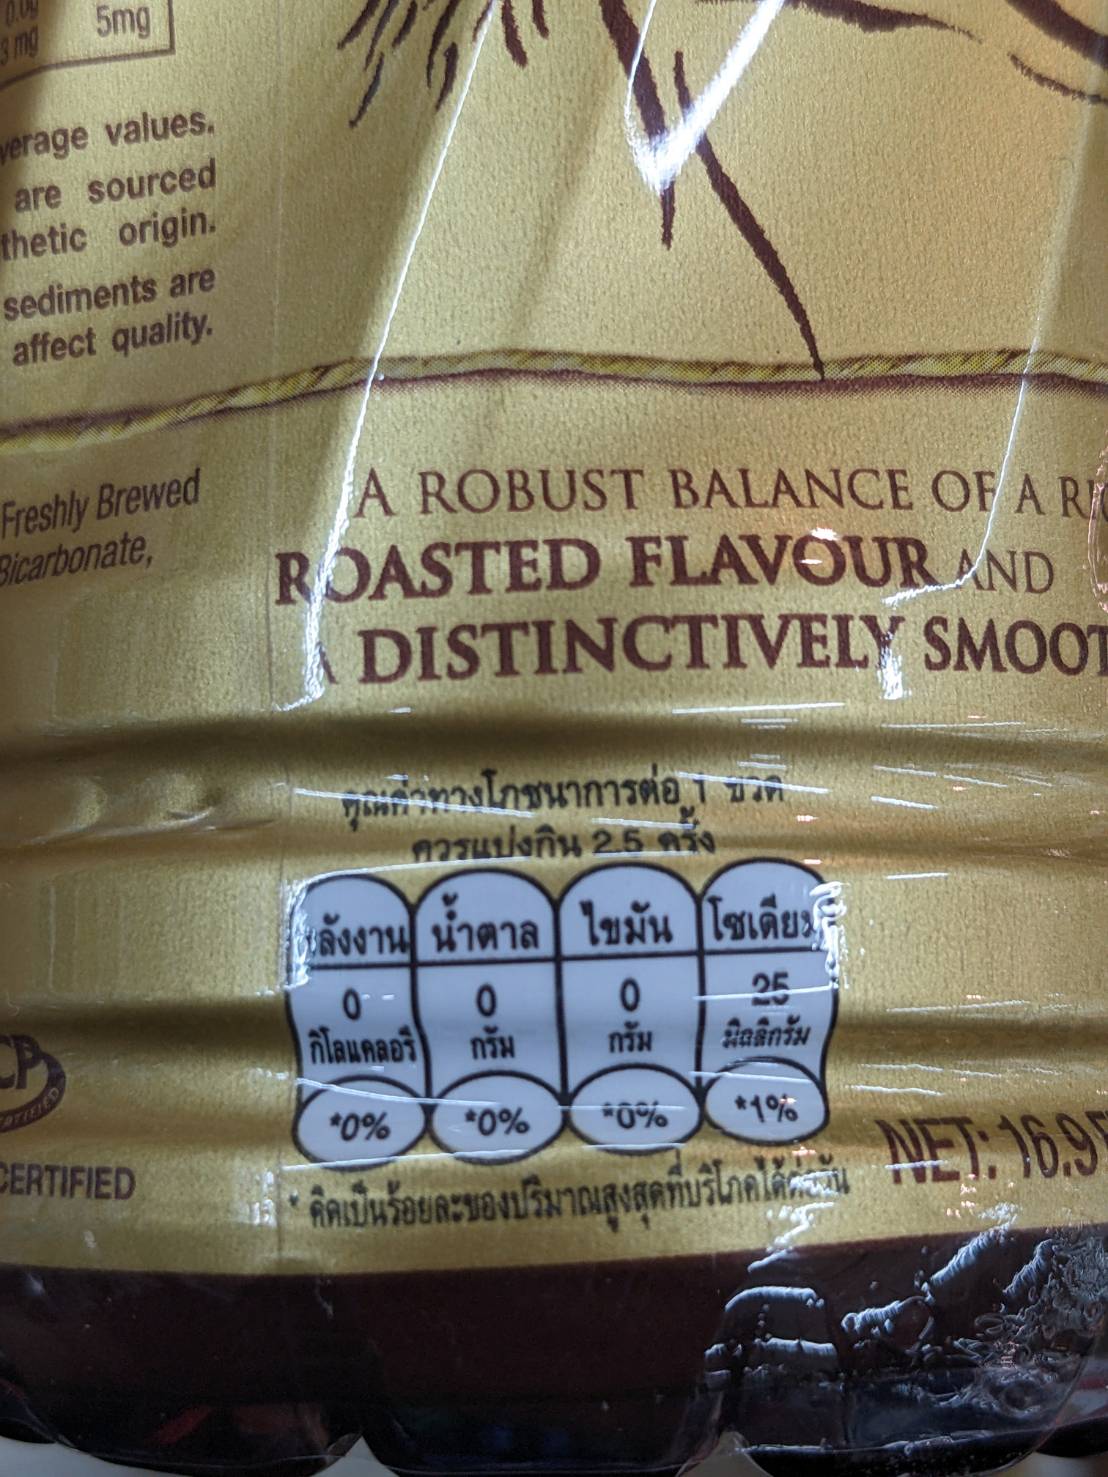 0.0g
3 mg
5mg
verage values.
are sourced
thetic origin.
sediments are
affect quality.
Freshly Brewed
Bicarbonate,
A ROBUST BALANCE OF A
ROASTED FLAVOUR AND
A DISTINCTIVELY SMOOT
คุณค่าทางโภชนาการต่อ 1 ขวด
ควรแบ่งกิน 2.5 ครั้ง
ลังงาน น้ำตาล ไขมัน โซเดียม
0 0 0 25
กิโลแคลอรี กรัม กรัม มิลลิกรัม
*0% *0% *0% *1%
* คิดเป็นร้อยละของปริมาณสูงสุดที่บริโภคได้ต่อวัน
CP
CERTIFIED
CERTIFIED
NET: 16.9